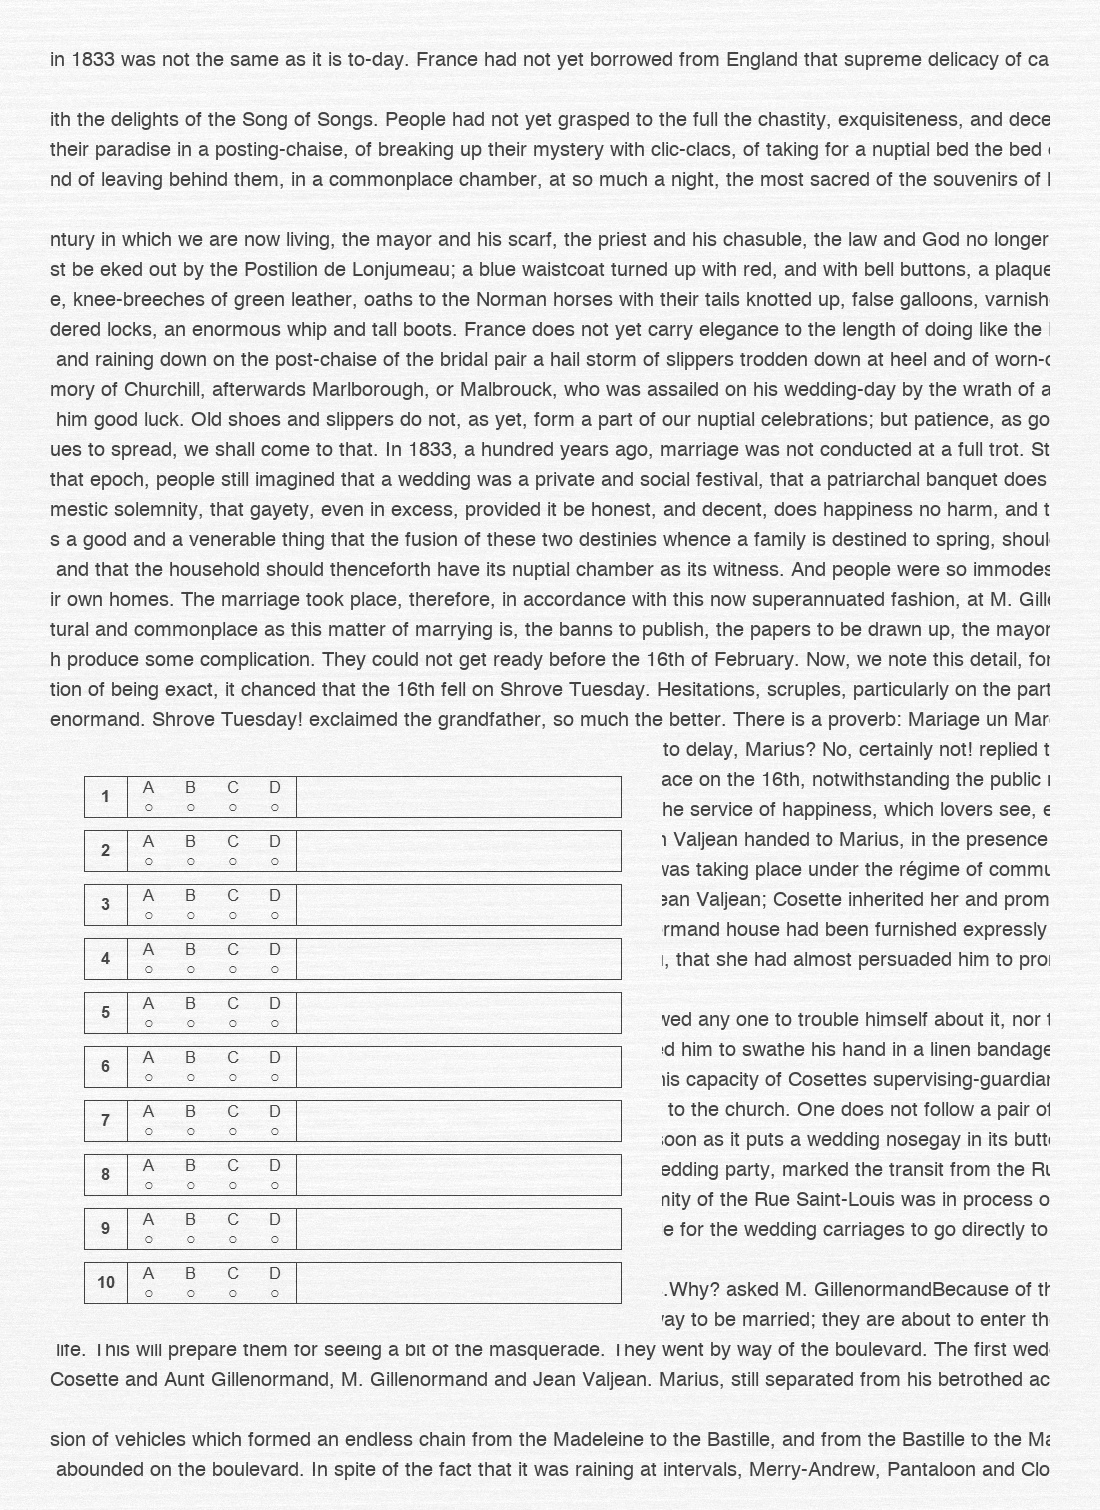 in 1833 was not the same as it is to-day. France had not yet borrowed from England that supreme delicacy of ca
ith the delights of the Song of Songs. People had not yet grasped to the full the chastity, exquisiteness, and dece
their paradise in a posting-chaise, of breaking up their mystery with clic-clacs, of taking for a nuptial bed the bed
nd of leaving behind them, in a commonplace chamber, at so much a night, the most sacred of the souvenirs of
ntury in which we are now living, the mayor and his scarf, the priest and his chasuble, the law and God no longer
st be eked out by the Postilion de Lonjumeau; a blue waistcoat turned up with red, and with bell buttons, a plaque
e, knee-breeches of green leather, oaths to the Norman horses with their tails knotted up, false galloons, varnish
dered locks, an enormous whip and tall boots. France does not yet carry elegance to the length of doing like the
and raining down on the post-chaise of the bridal pair a hail storm of slippers trodden down at heel and of worn-
mory of Churchill, afterwards Marlborough, or Malbrouck, who was assailed on his wedding-day by the wrath of a
him good luck. Old shoes and slippers do not, as yet, form a part of our nuptial celebrations; but patience, as go
ues to spread, we shall come to that. In 1833, a hundred years ago, marriage was not conducted at a full trot. St
that epoch, people still imagined that a wedding was a private and social festival, that a patriarchal banquet does
mestic solemnity, that gayety, even in excess, provided it be honest, and decent, does happiness no harm, and t
s a good and a venerable thing that the fusion of these two destinies whence a family is destined to spring, shoul
and that the household should thenceforth have its nuptial chamber as its witness. And people were so immodes
ir own homes. The marriage took place, therefore, in accordance with this now superannuated fashion, at M. Gille
tural and commonplace as this matter of marrying is, the banns to publish, the papers to be drawn up, the mayor
h produce some complication. They could not get ready before the 16th of February. Now, we note this detail, for
tion of being exact, it chanced that the 16th fell on Shrove Tuesday. Hesitations, scruples, particularly on the part
enormand. Shrove Tuesday! exclaimed the grandfather, so much the better. There is a proverb: Mariage un Mar
to delay, Marius? No, certainly not! replied t
ace on the 16th, notwithstanding the public
he service of happiness, which lovers see, e
Valjean handed to Marius, in the presence
was taking place under the régime of commu
ean Valjean; Cosette inherited her and prom
ormand house had been furnished expressly
, that she had almost persuaded him to pro
wed any one to trouble himself about it, nor t
ed him to swathe his hand in a linen bandage
his capacity of Cosettes supervising-guardian
to the church. One does not follow a pair of
soon as it puts a wedding nosegay in its butt
edding party, marked the transit from the Ru
mity of the Rue Saint-Louis was in process o
e for the wedding carriages to go directly to
.Why? asked M. GillenormandBecause of th
way to be married; they are about to enter th
1 A B C D
2 A B C D
3 A B C D
4 A B C D
5 A B C D
6 A B C D
7 A B C D
8 A B C D
9 A B C D
10 A B C D
life. This will prepare them for seeing a bit of the masquerade. They went by way of the boulevard. The first wed
Cosette and Aunt Gillenormand, M. Gillenormand and Jean Valjean. Marius, still separated from his betrothed ac
sion of vehicles which formed an endless chain from the Madeleine to the Bastille, and from the Bastille to the Ma
abounded on the boulevard. In spite of the fact that it was raining at intervals, Merry-Andrew, Pantaloon and Clo